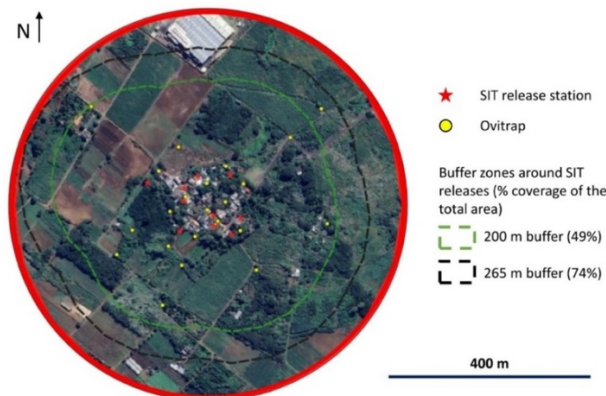 N
SIT release station
Ovitrap
Buffer zones around SIT
releases (% coverage of the
total area)
200 m buffer (49%)
265 m buffer (74%)
400 m